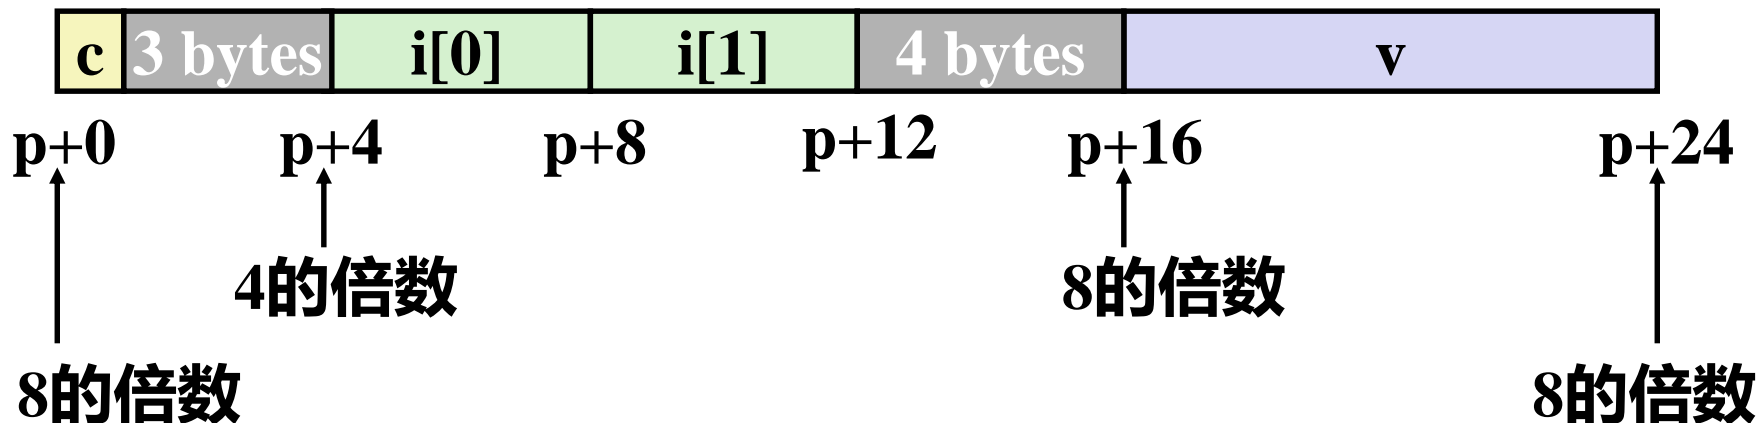 c 3 bytes i[0] i[1] 4 bytes v
p+0 p+4 p+8 p+12 p+16 p+24
4的倍数 8的倍数
8的倍数 8的倍数